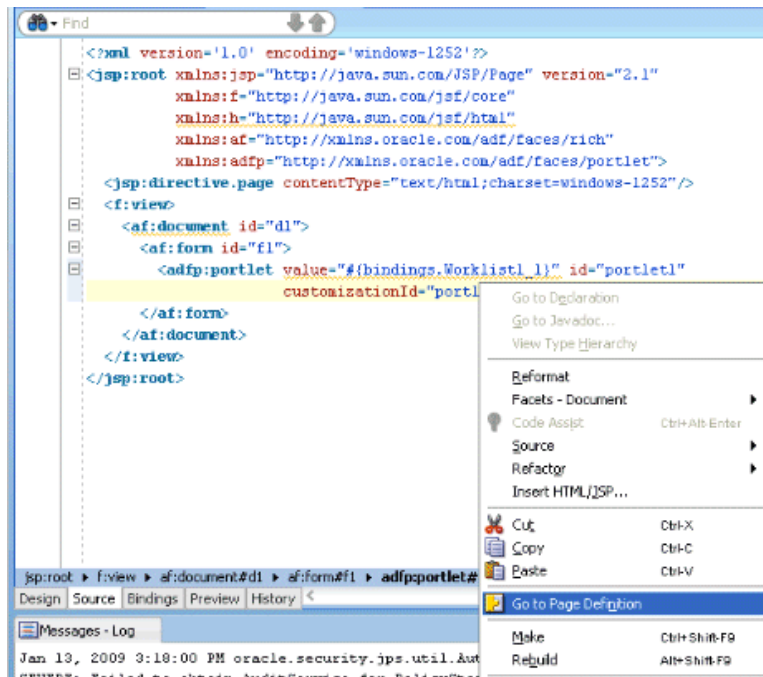 Find
<?xml version='1.0' encoding='windows-1252'?>
<jsp:root xmlns:jsp="http://java.sun.com/JSP/Page" version="2.1"
xmlns:f="http://java.sun.com/jsf/core"
xmlns:h="http://java.sun.com/jsf/html"
xmlns:af="http://xmlns.oracle.com/adf/faces/rich"
xmlns:adfp="http://xmlns.oracle.com/adf/faces/portlet">
<jsp:directive.page contentType="text/html;charset=windows-1252"/>
<f:view>
<af:document id="d1">
<af:form id="f1">
<adfp:portlet value="#{bindings.Worklist1_1}" id="portlet1"
customizationId="portl
</af:form>
</af:document>
</f:view>
</jsp:root>
Go to Declaration
Go to Javadoc...
View Type Hierarchy
Reformat
Facets - Document
Code Assist Ctrl+Alt-Enter
Source
Refactor
Insert HTML/JSP...
Cut Ctrl-X
Copy Ctrl-C
Paste Ctrl-V
Go to Page Definition
Make Ctrl+Shift-F9
Rebuild Alt+Shift-F9
jsp:root f:view af:document#d1 af:form#f1 adfp:portlet#
Design Source Bindings Preview History
Messages - Log
Jan 13, 2009 3:18:00 PM oracle.security.jps.util.Aut